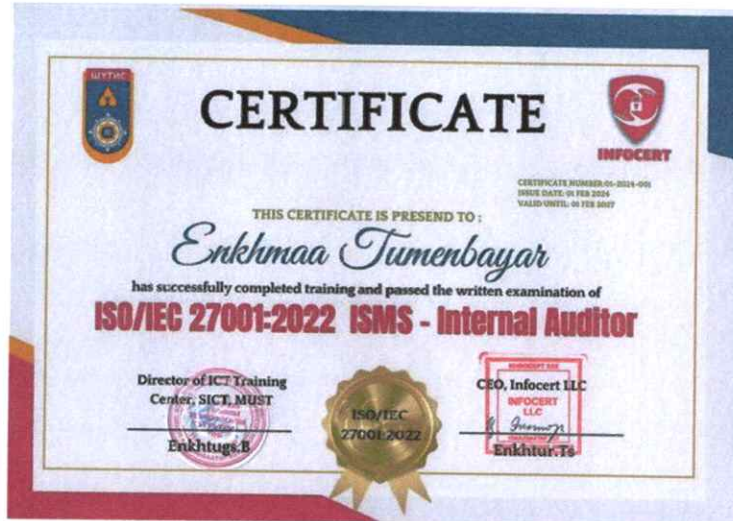 ШУТИС
CERTIFICATE
INFOCERT
CERTIFICATE NUMBER:01-2024-001
ISSUE DATE: 01 FEB 2024
VALID UNTIL: 01 FEB 2027
THIS CERTIFICATE IS PRESEND TO :
Enkhmaa Tumenbayar
has successfully completed training and passed the written examination of
ISO/IEC 27001:2022 ISMS - Internal Auditor
Director of ICT Training
Center, SICT, MUST
Enkhtugs.B
ISO/IEC
27001:2022
CEO, Infocert LLC
INFOCERT
LLC
Enkhtur.Ts